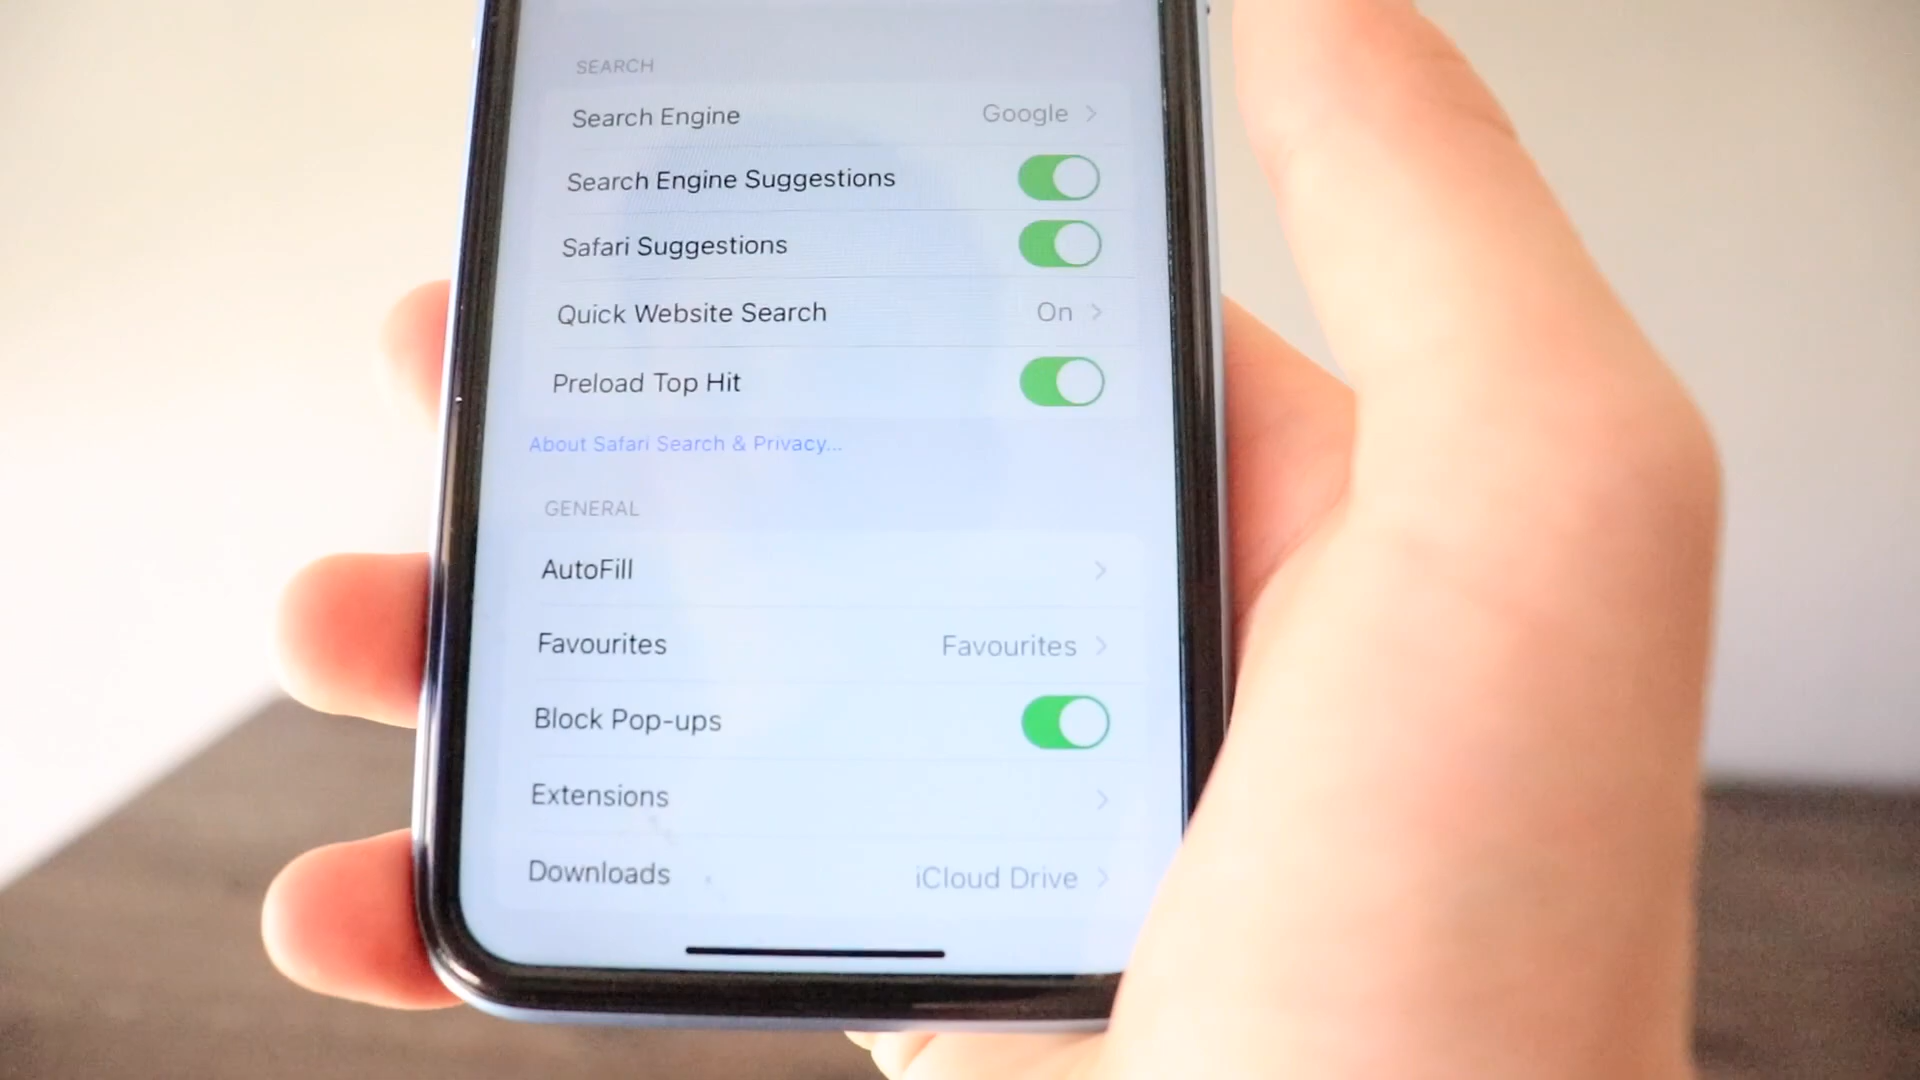 SEARCH
Search Engine Google
Search Engine Suggestions
Safari Suggestions
Quick Website Search On
Preload Top Hit
About Safari Search & Privacy...
GENERAL
AutoFill
Favourites Favourites
Block Pop-ups
Extensions
Downloads iCloud Drive